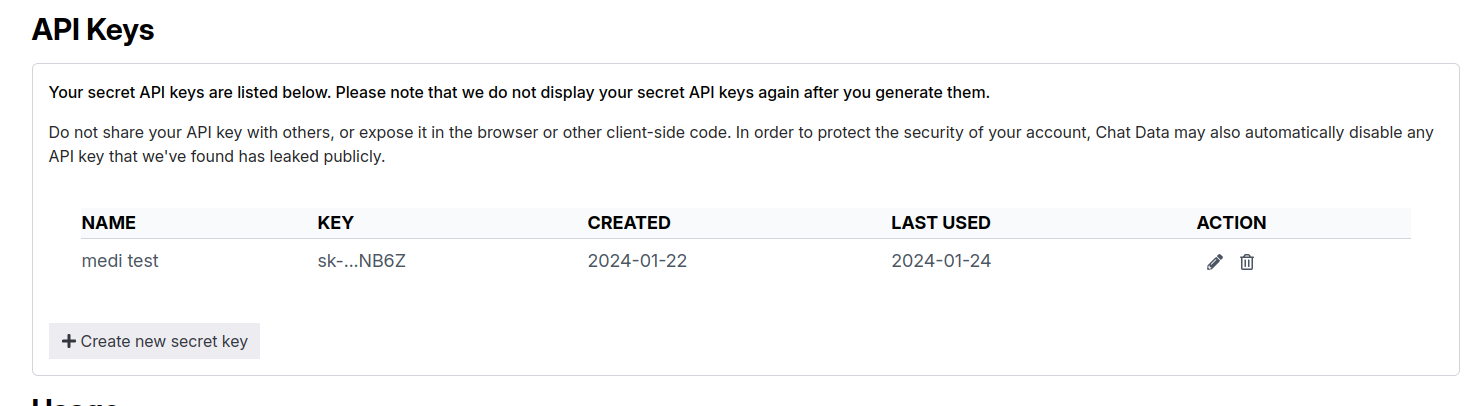 API Keys
Your secret API keys are listed below. Please note that we do not display your secret API keys again after you generate them.
Do not share your API key with others, or expose it in the browser or other client-side code. In order to protect the security of your account, Chat Data may also automatically disable any
API key that we've found has leaked publicly.
NAME KEY CREATED LAST USED ACTION
medi test sk-...NB6Z 2024-01-22 2024-01-24
Create new secret key
Usage